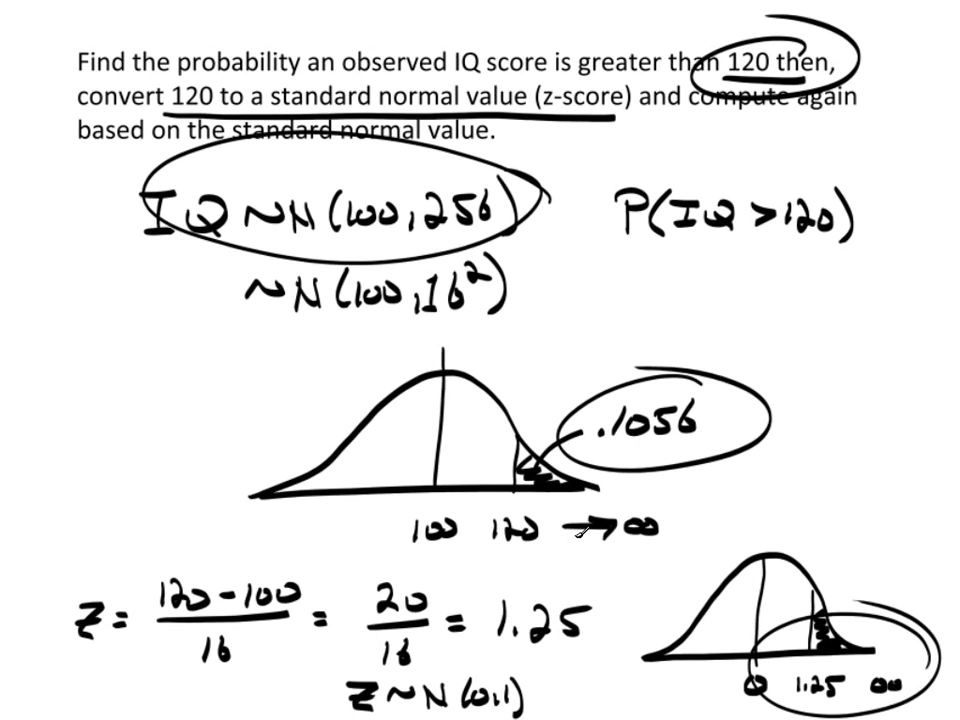 Find the probability an observed IQ score is greater than 120 then,
convert 120 to a standard normal value (z-score) and compute again
based on the standard normal value.
IQ ~N (100, 256) P(IQ > 120)
~N (100, 16²)
.1056
100 120 → ∞
Z = 120-100/16 = 20/16 = 1.25
0 1.25 ∞
Z ~ N (0,1)